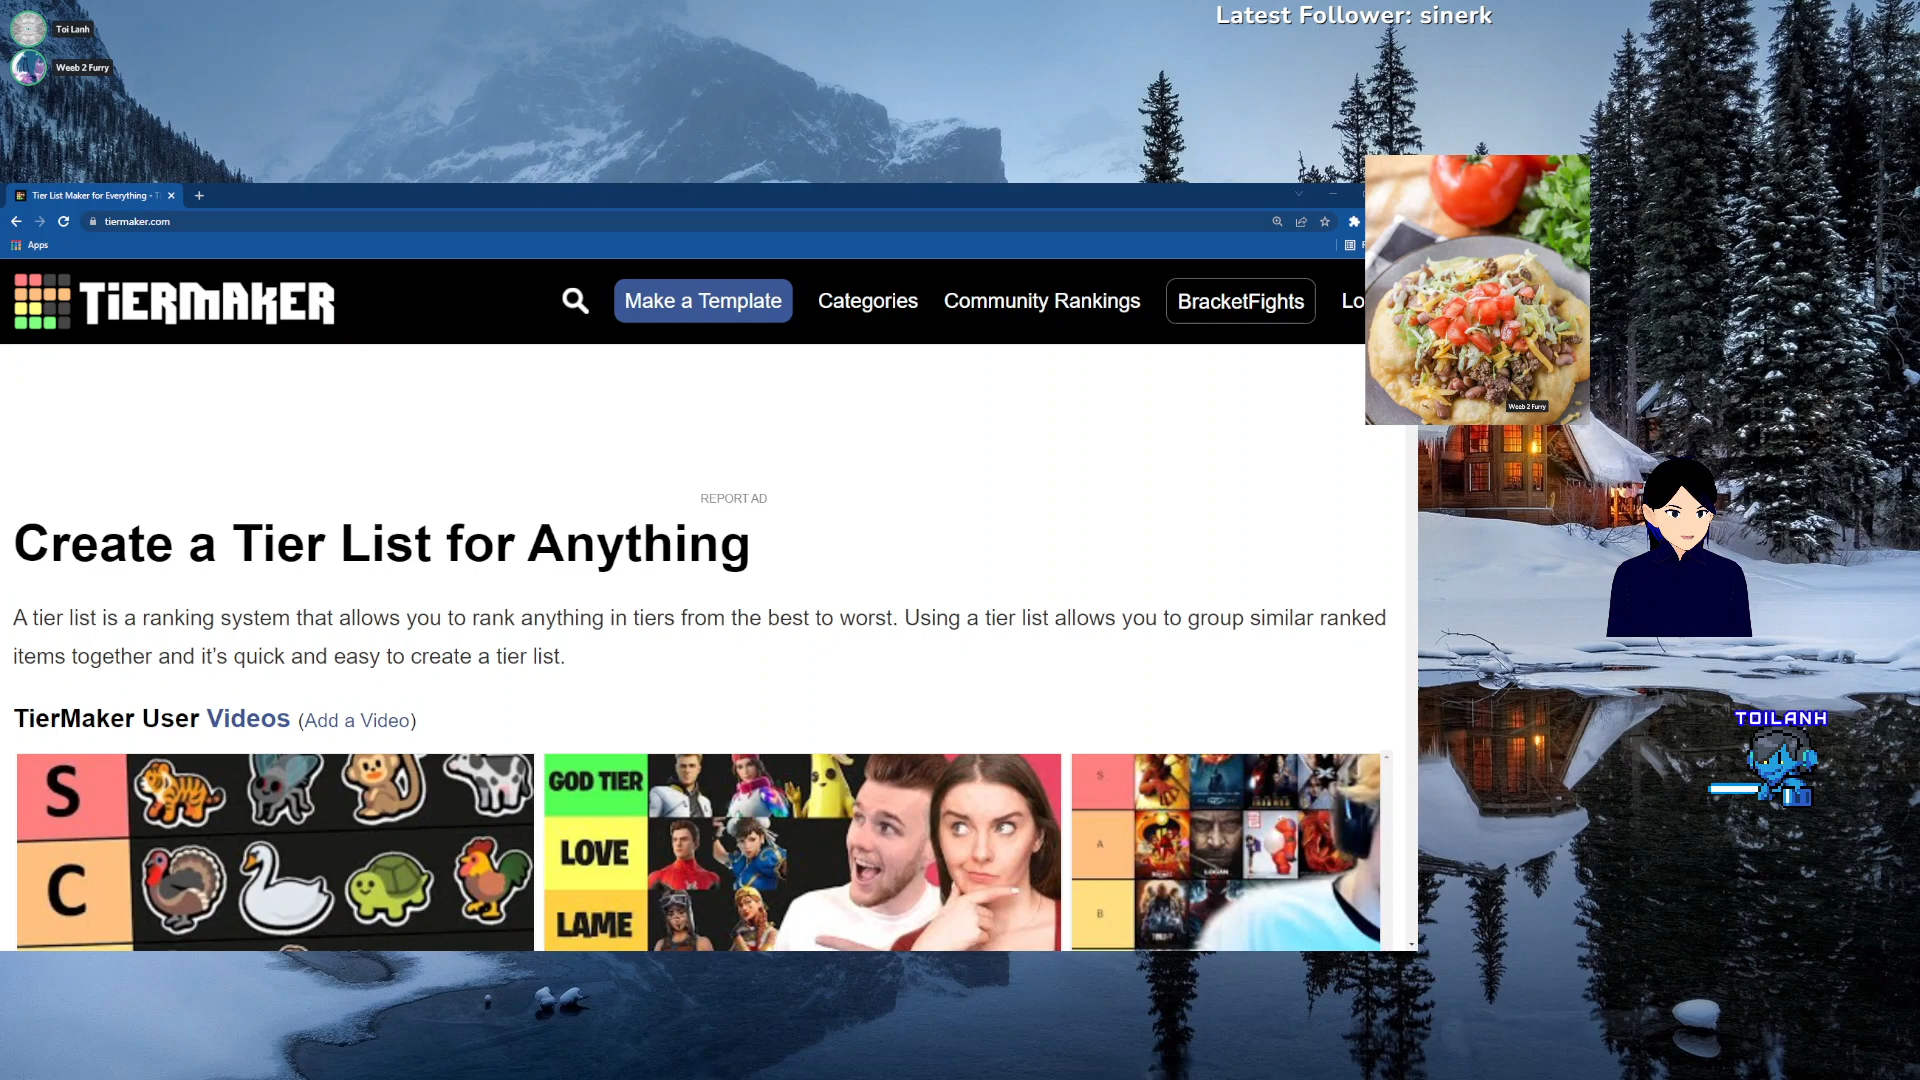 Latest Follower: sinerk
Toi Lanh
Weeb 2 Furry
Tier List Maker for Everything - T
tiermaker.com
Apps
TiERMAKER
Make a Template
Categories
Community Rankings
BracketFights
Lo
Weeb 2 Furry
REPORT AD
Create a Tier List for Anything
A tier list is a ranking system that allows you to rank anything in tiers from the best to worst. Using a tier list allows you to group similar ranked
items together and it’s quick and easy to create a tier list.
TierMaker User Videos (Add a Video)
TOILANH
S
C
GOD TIER
LOVE
LAME
S
A
B
LOGAN